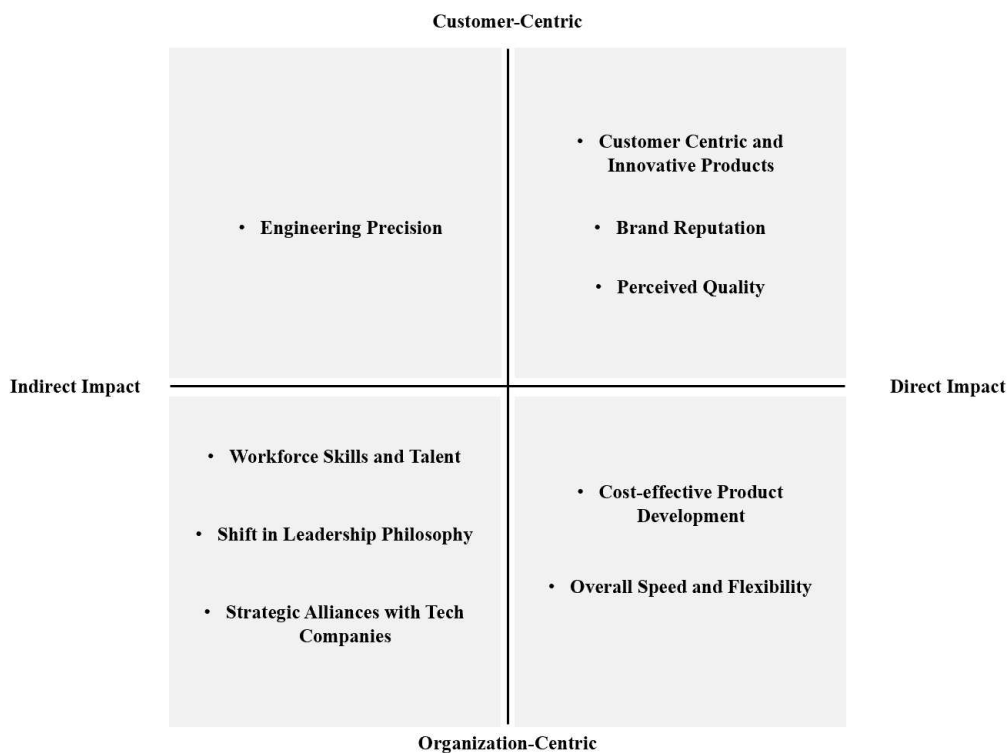 Customer-Centric
• Customer Centric and
Innovative Products
• Engineering Precision
• Brand Reputation
• Perceived Quality
Indirect Impact
Direct Impact
• Workforce Skills and Talent
• Shift in Leadership Philosophy
• Strategic Alliances with Tech
Companies
• Cost-effective Product
Development
• Overall Speed and Flexibility
Organization-Centric